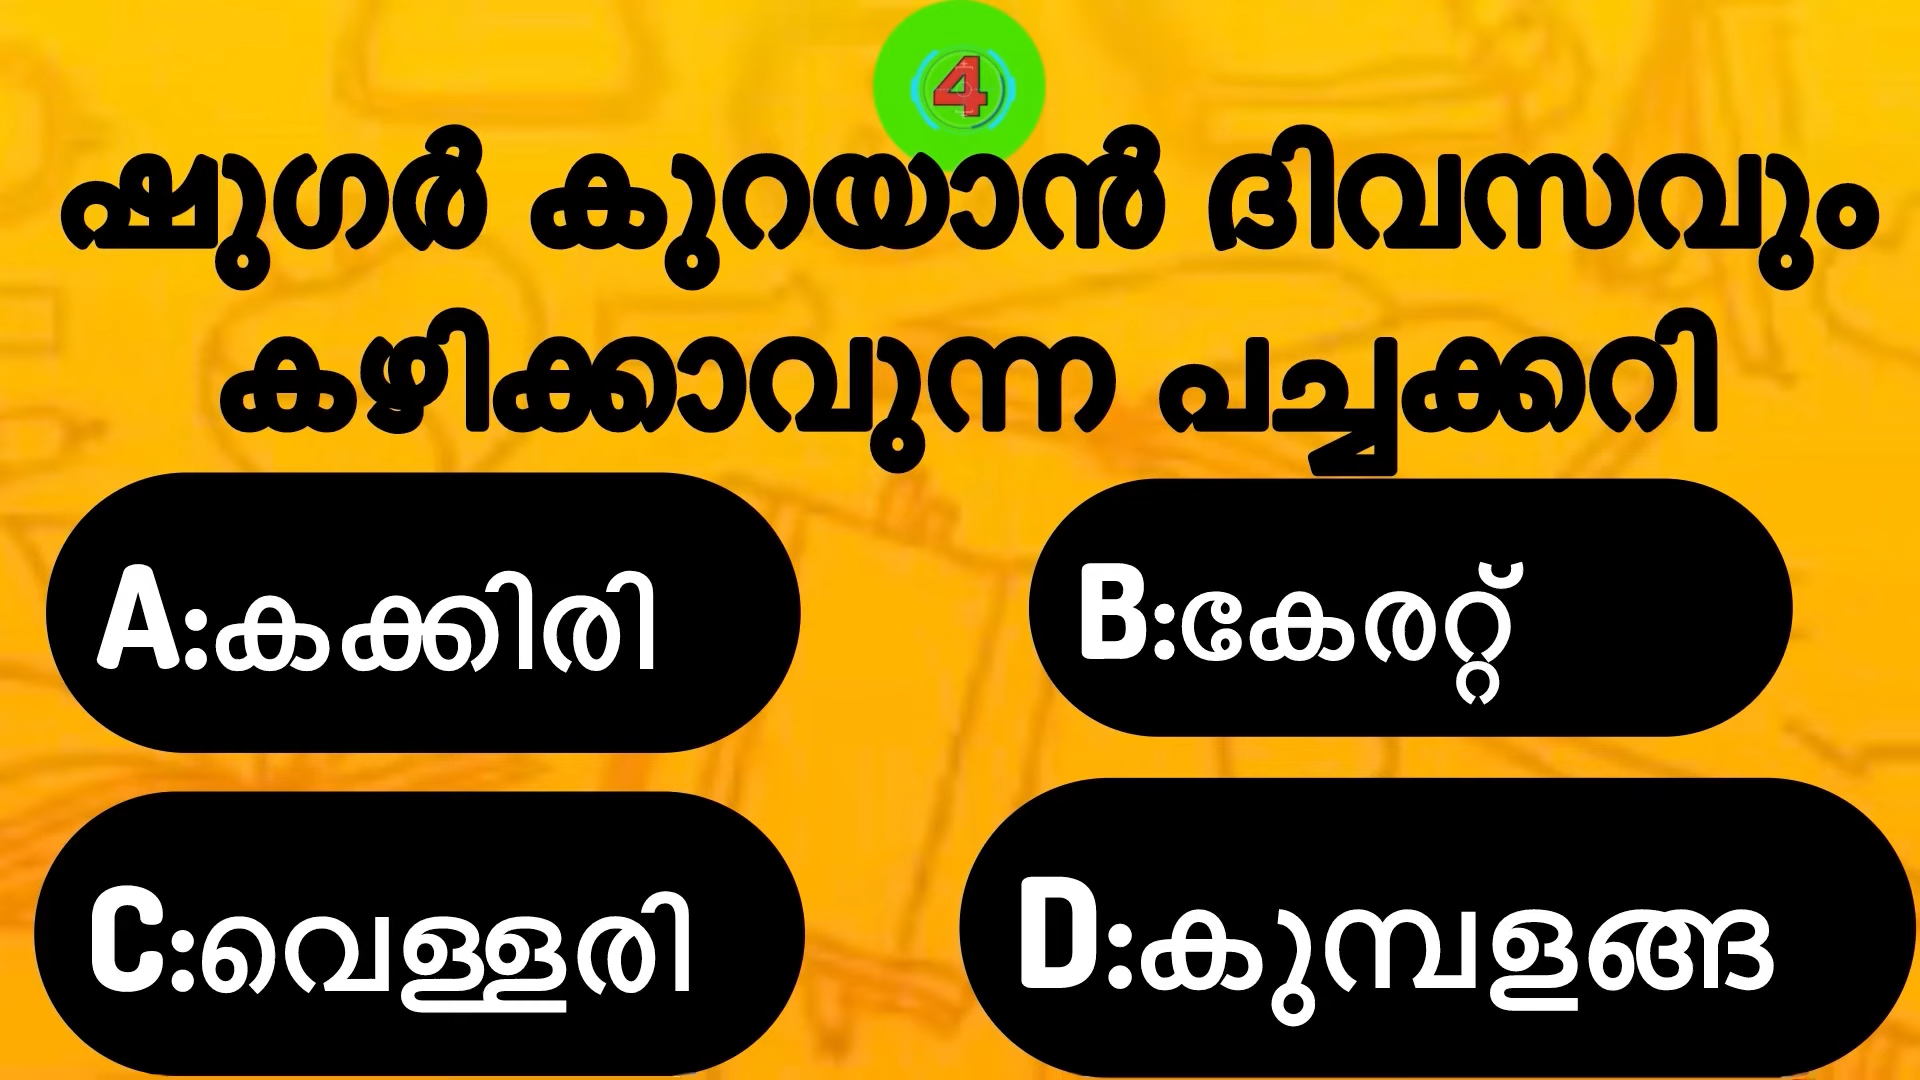 4
ഷുഗർ കുറയാൻ ദിവസവും
കഴിക്കാവുന്ന പച്ചക്കറി
A:കക്കിരി
B:കേരറ്റ്
C:വെള്ളരി
D:കുമ്പളങ്ങ